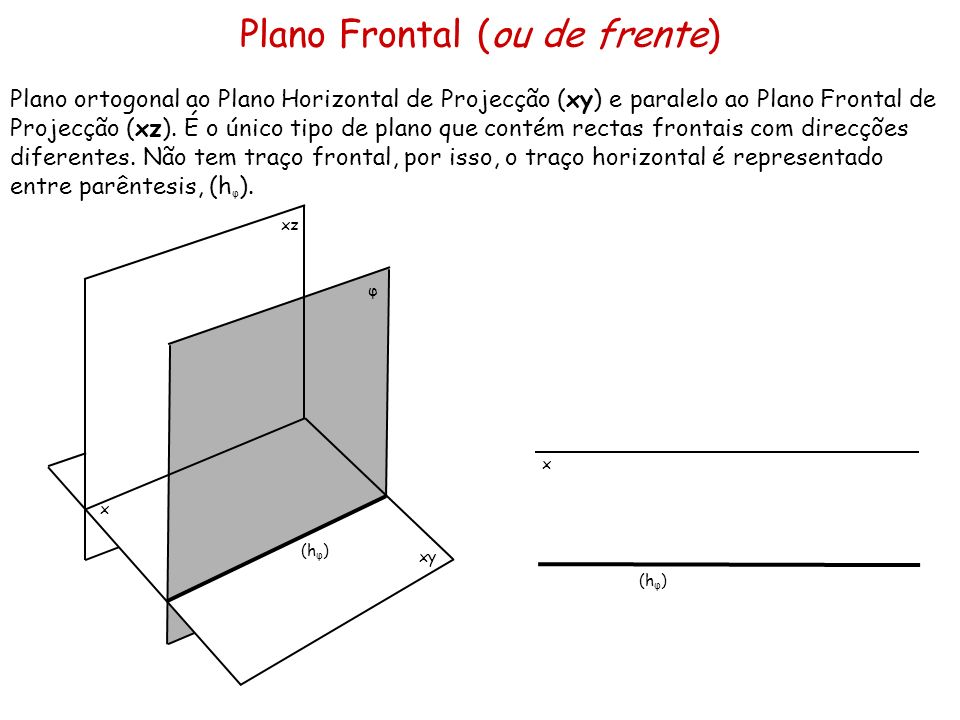 Plano Frontal (ou de frente)
Plano ortogonal ao Plano Horizontal de Projecção (xy) e paralelo ao Plano Frontal de
Projecção (xz). É o único tipo de plano que contém rectas frontais com direcções
diferentes. Não tem traço frontal, por isso, o traço horizontal é representado
entre parêntesis, (hφ).
xz
φ
x
x
(hφ)
xy
(hφ)